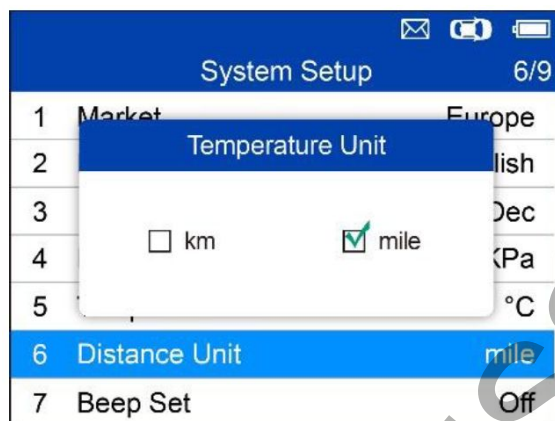 System Setup 6/9
1 Market Europe
Temperature Unit
2 lish
3 Dec
km mile
4 KPa
5 °C
6 Distance Unit mile
7 Beep Set Off